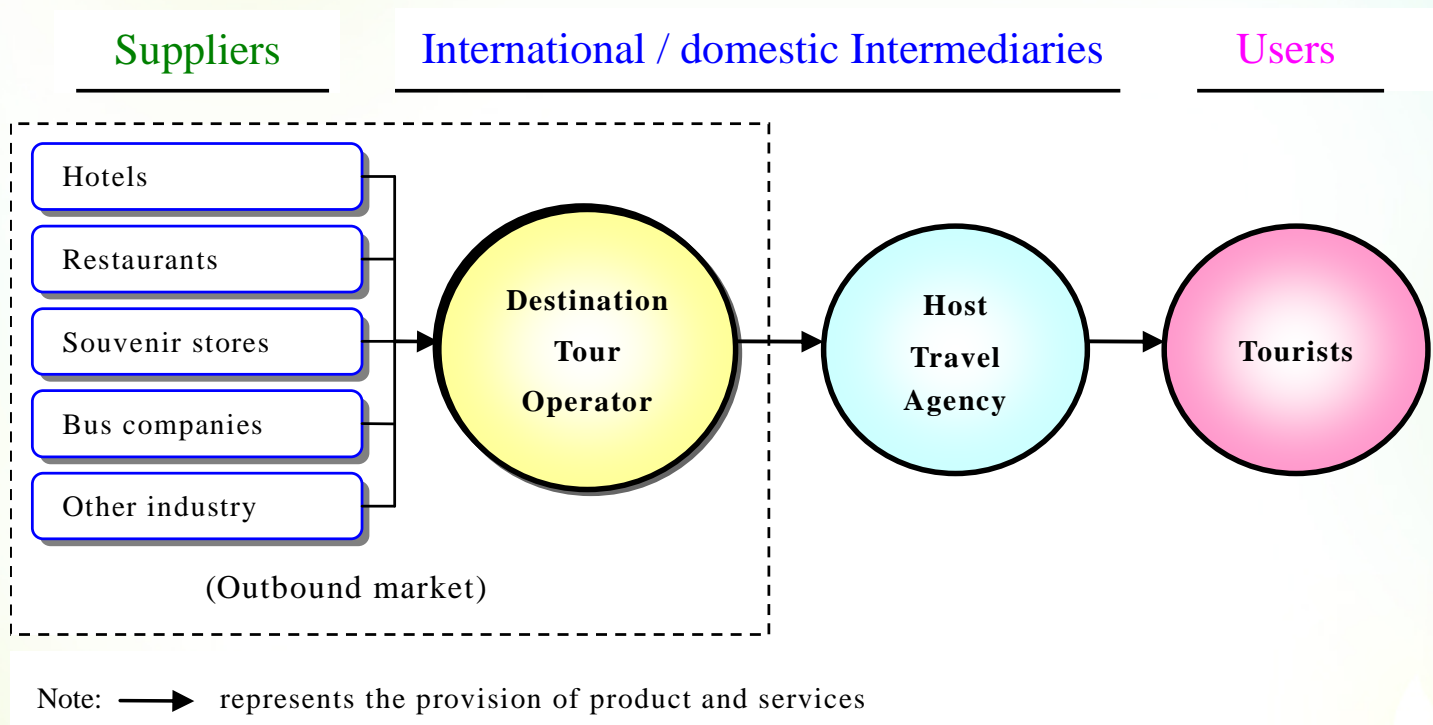 Suppliers
International / domestic Intermediaries
Users
Hotels
Restaurants
Souvenir stores
Bus companies
Other industry
(Outbound market)
Destination
Tour
Operator
Host
Travel
Agency
Tourists
Note: represents the provision of product and services